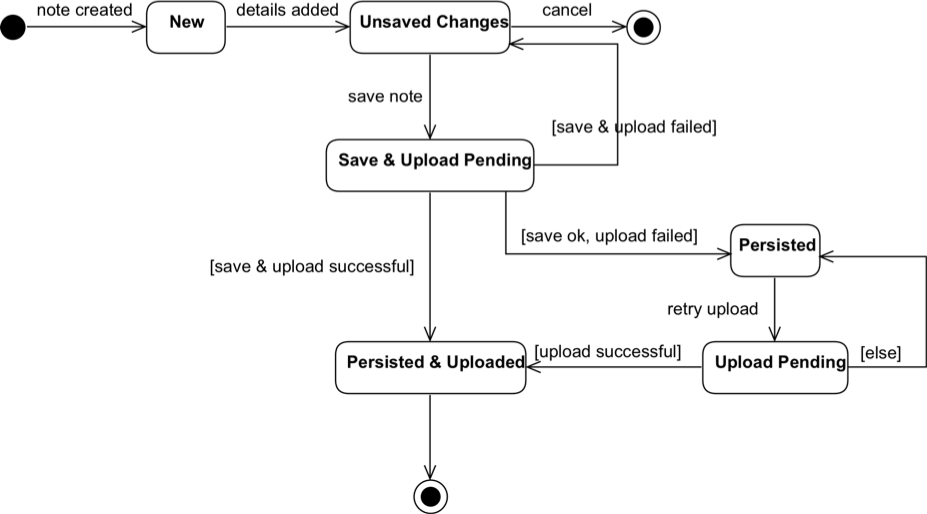 note created
New
details added
Unsaved Changes
cancel
save note
[save & upload failed]
Save & Upload Pending
[save ok, upload failed]
Persisted
[save & upload successful]
retry upload
Persisted & Uploaded
[upload successful]
Upload Pending
[else]